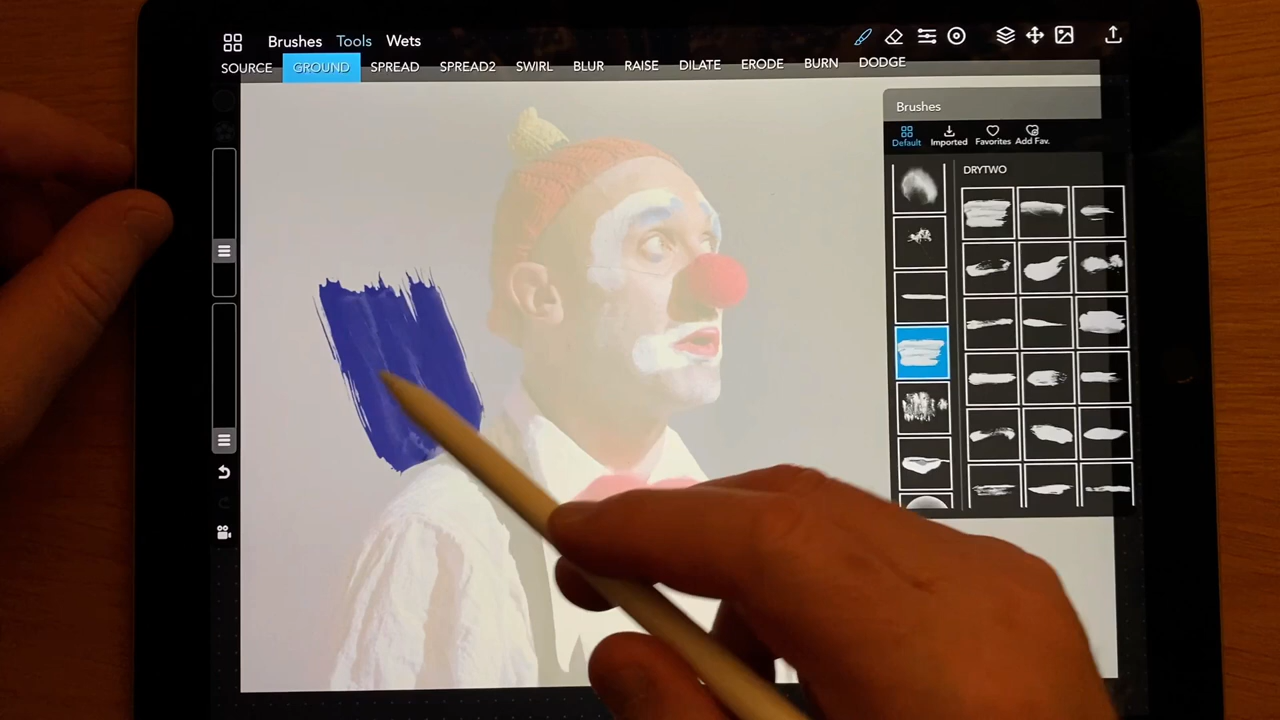 Brushes Tools Wets
SOURCE GROUND SPREAD SPREAD2 SWIRL BLUR RAISE DILATE ERODE BURN DODGE
Brushes
Default Imported Favorites Add Fav.
DRYTWO